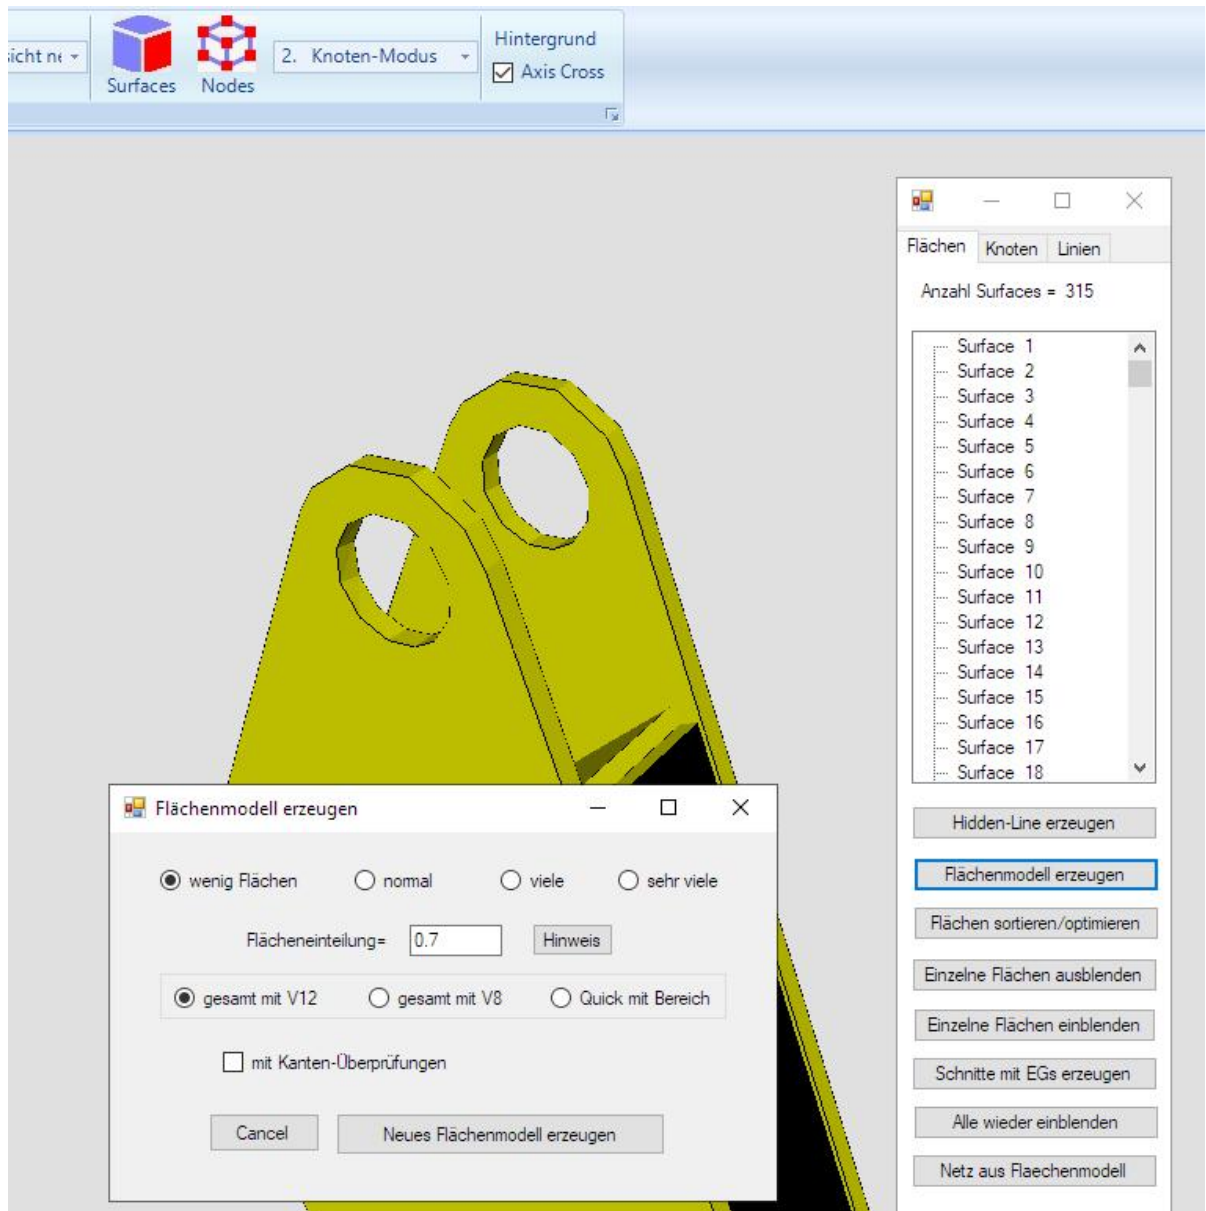 Hintergrund
sicht ne
2. Knoten-Modus
Axis Cross
Surfaces
Nodes
Flächen
Knoten
Linien
Anzahl Surfaces = 315
Surface 1
Surface 2
Surface 3
Surface 4
Surface 5
Surface 6
Surface 7
Surface 8
Surface 9
Surface 10
Surface 11
Surface 12
Surface 13
Surface 14
Surface 15
Surface 16
Surface 17
Surface 18
Hidden-Line erzeugen
Flächenmodell erzeugen
Flächen sortieren/optimieren
Einzelne Flächen ausblenden
Einzelne Flächen einblenden
Schnitte mit EGs erzeugen
Alle wieder einblenden
Netz aus Flaechenmodell
Flächenmodell erzeugen
wenig Flächen
normal
viele
sehr viele
Flächeneinteilung= 0.7
Hinweis
gesamt mit V12
gesamt mit V8
Quick mit Bereich
mit Kanten-Überprüfungen
Cancel
Neues Flächenmodell erzeugen